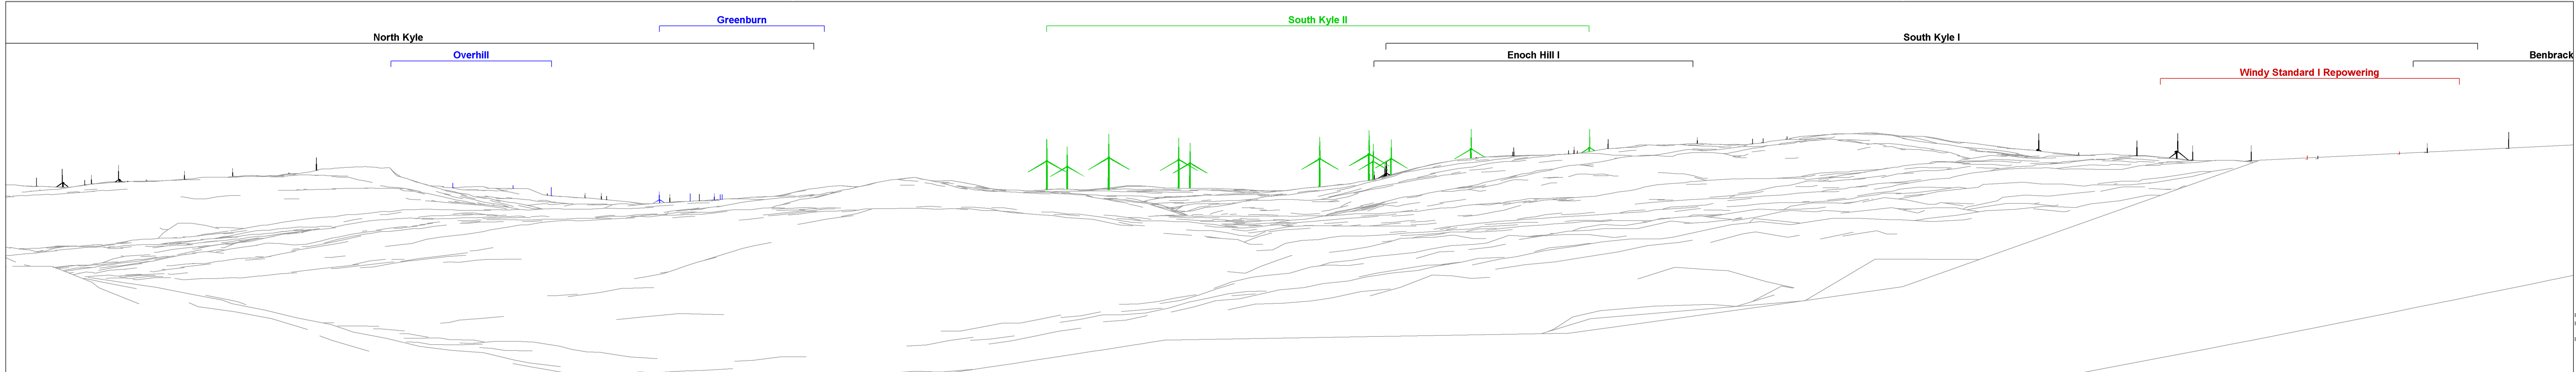 Greenburn
South Kyle II
North Kyle
South Kyle I
Overhill
Enoch Hill I
Benbrack
Windy Standard I Repowering